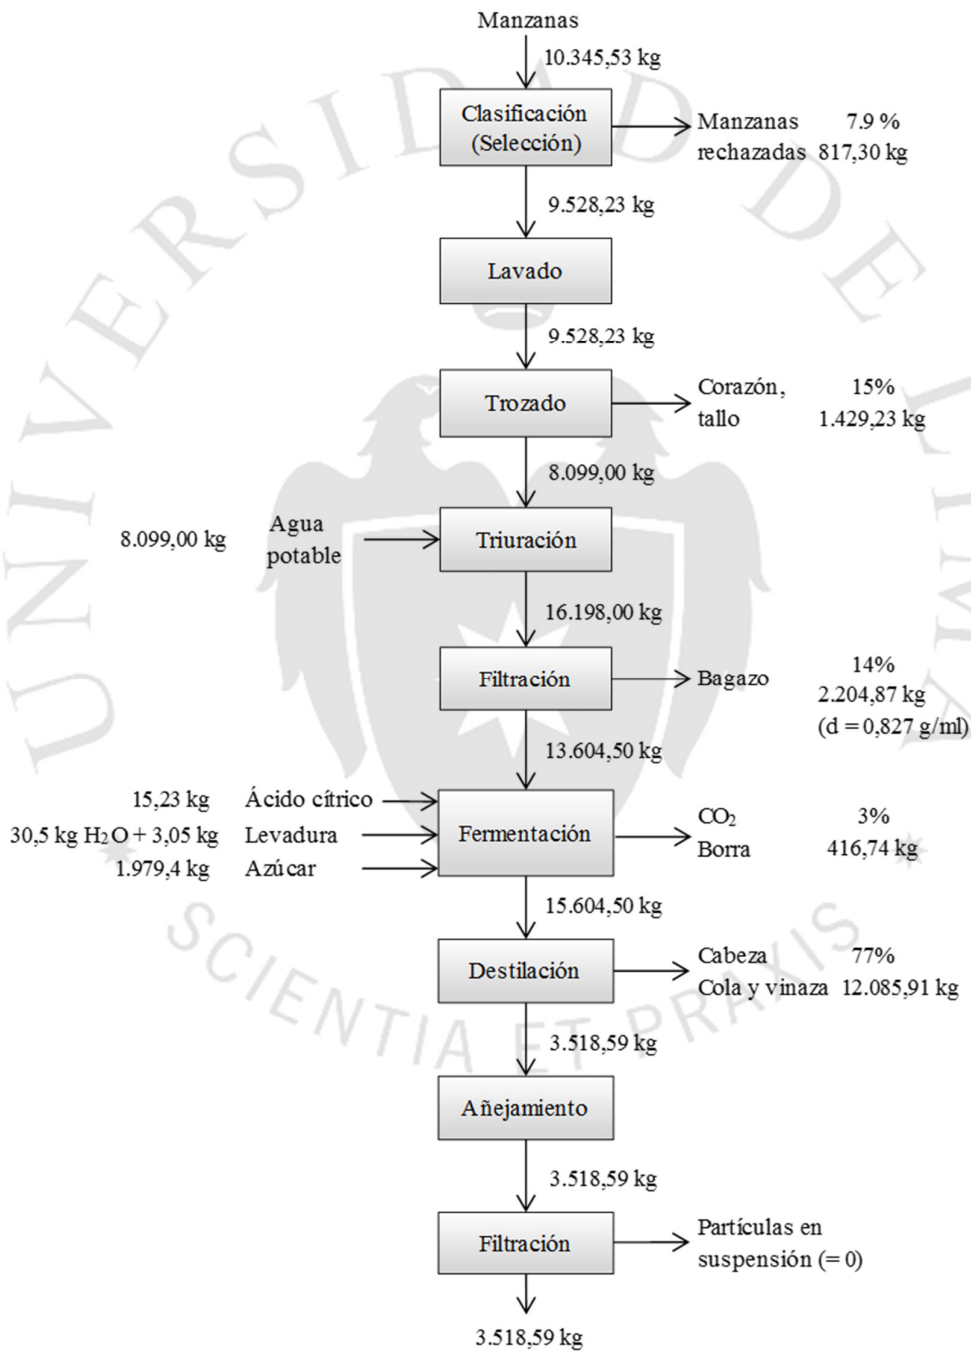 Manzanas
10.345,53 kg
Clasificación
(Selección)
Manzanas 7.9 %
rechazadas 817,30 kg
9.528,23 kg
Lavado
9.528,23 kg
Trozado
Corazón, 15%
tallo 1.429,23 kg
8.099,00 kg
8.099,00 kg Agua
potable
Triuración
16.198,00 kg
Filtración
Bagazo 14%
2.204,87 kg
(d = 0,827 g/ml)
13.604,50 kg
15,23 kg Ácido cítrico
30,5 kg H₂O + 3,05 kg Levadura
1.979,4 kg Azúcar
Fermentación
CO₂ 3%
Borra 416,74 kg
15.604,50 kg
Destilación
Cabeza 77%
Cola y vinaza 12.085,91 kg
3.518,59 kg
Añejamiento
3.518,59 kg
Filtración
Partículas en
suspensión (= 0)
3.518,59 kg
UNIVERSIDAD DE LIMA
SCIENTIA ET PRAXIS